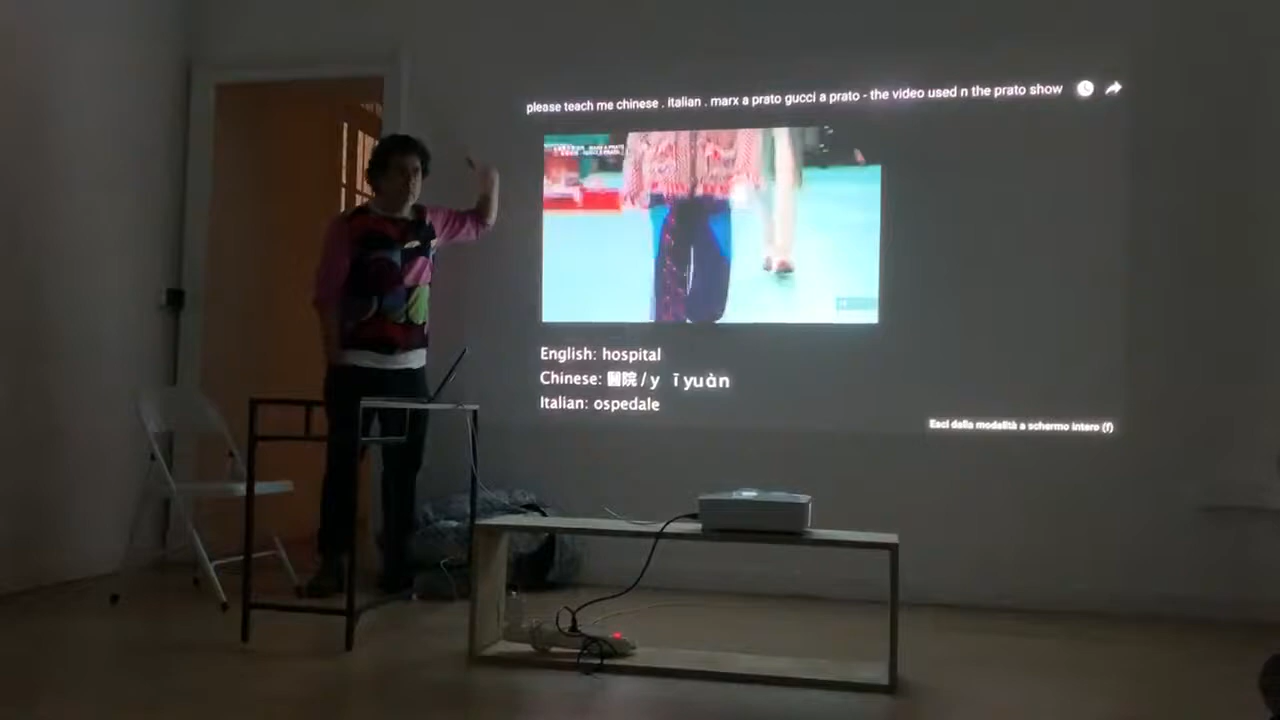 please teach me chinese . italian . marx a prato gucci a prato - the video used n the prato show
English: hospital
Chinese: 醫院 / y ī yuàn
Italian: ospedale
Esci dalla modalità a schermo intero (f)